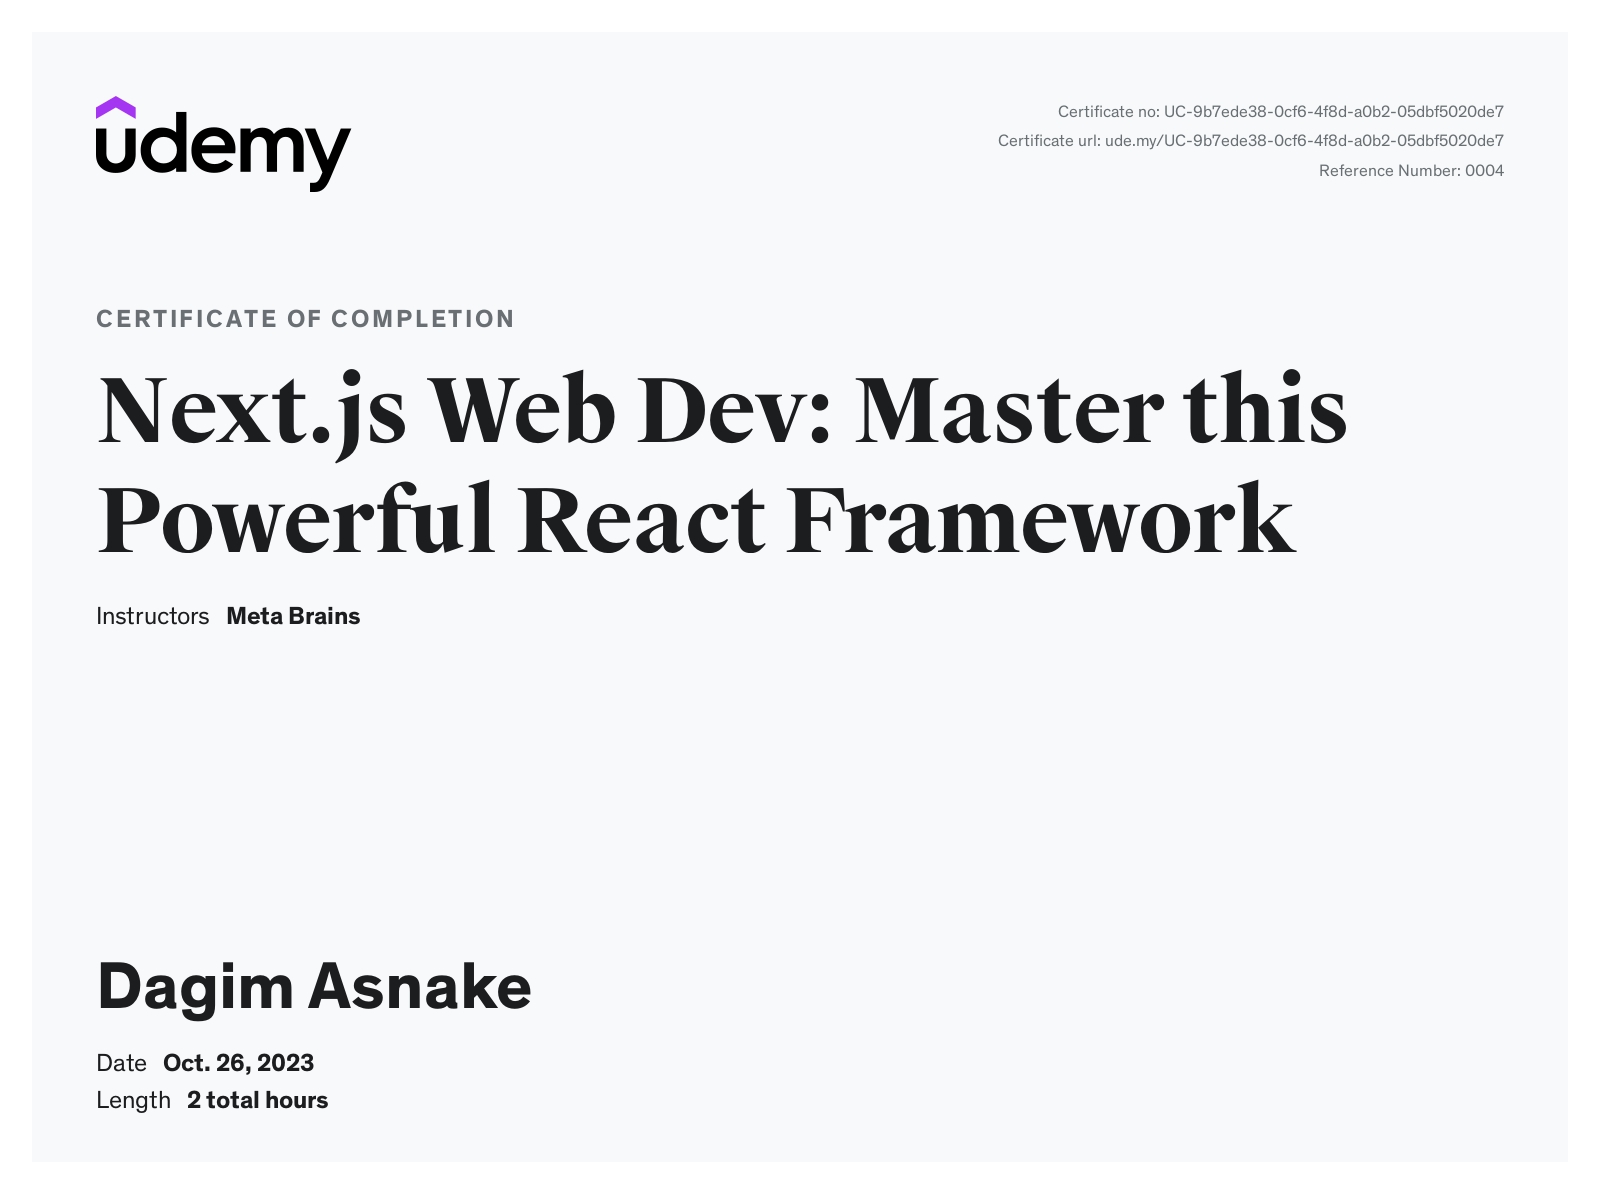 udemy
Certificate no: UC-9b7ede38-0cf6-4f8d-a0b2-05dbf5020de7
Certificate url: ude.my/UC-9b7ede38-0cf6-4f8d-a0b2-05dbf5020de7
Reference Number: 0004
CERTIFICATE OF COMPLETION
Next.js Web Dev: Master this
Powerful React Framework
Instructors Meta Brains
Dagim Asnake
Date Oct. 26, 2023
Length 2 total hours